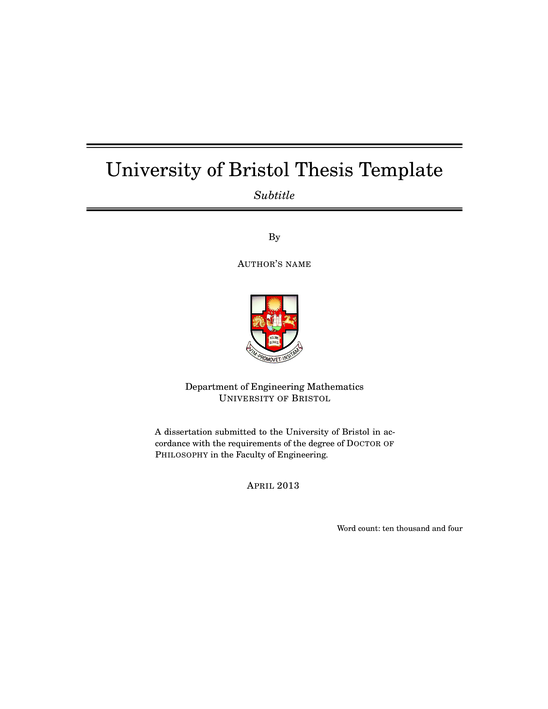 University of Bristol Thesis Template
Subtitle
By
AUTHOR'S NAME
VIM PROMOVET INSITAM
Department of Engineering Mathematics
UNIVERSITY OF BRISTOL
A dissertation submitted to the University of Bristol in ac-
cordance with the requirements of the degree of DOCTOR OF
PHILOSOPHY in the Faculty of Engineering.
APRIL 2013
Word count: ten thousand and four